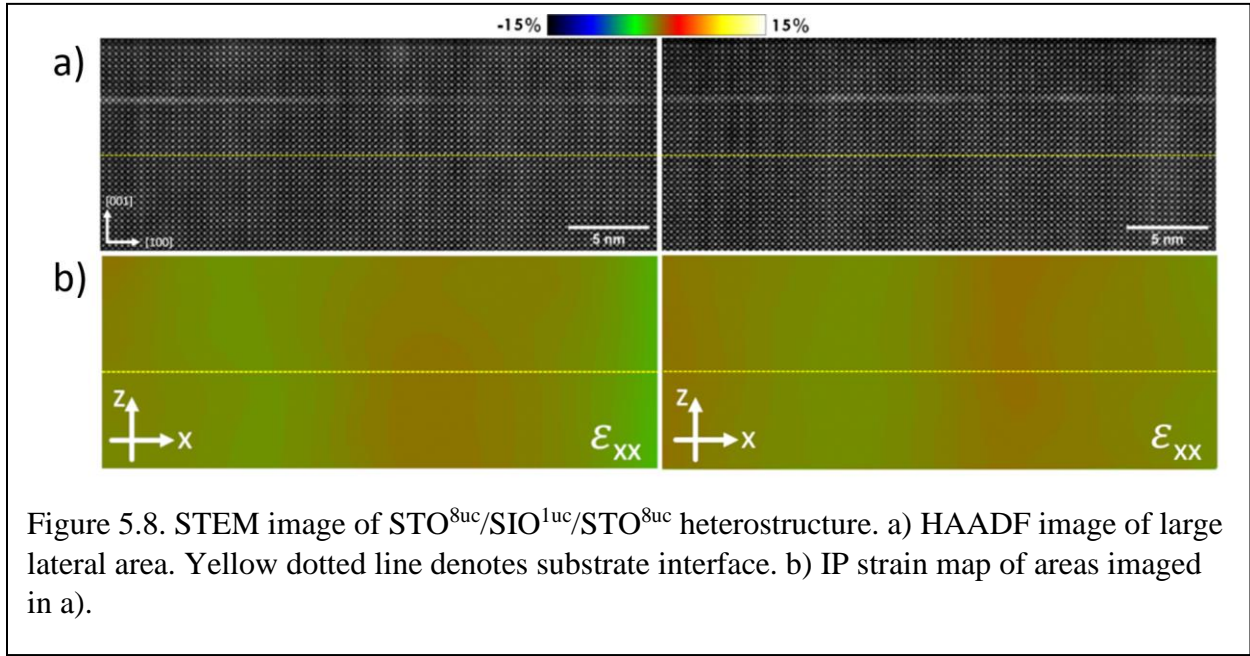 -15% 15%
a)
[001]
[100]
5 nm
5 nm
b)
z
x
εxx
z
x
εxx
Figure 5.8. STEM image of STO⁸ᵘᶜ/SIO¹ᵘᶜ/STO⁸ᵘᶜ heterostructure. a) HAADF image of large
lateral area. Yellow dotted line denotes substrate interface. b) IP strain map of areas imaged
in a).